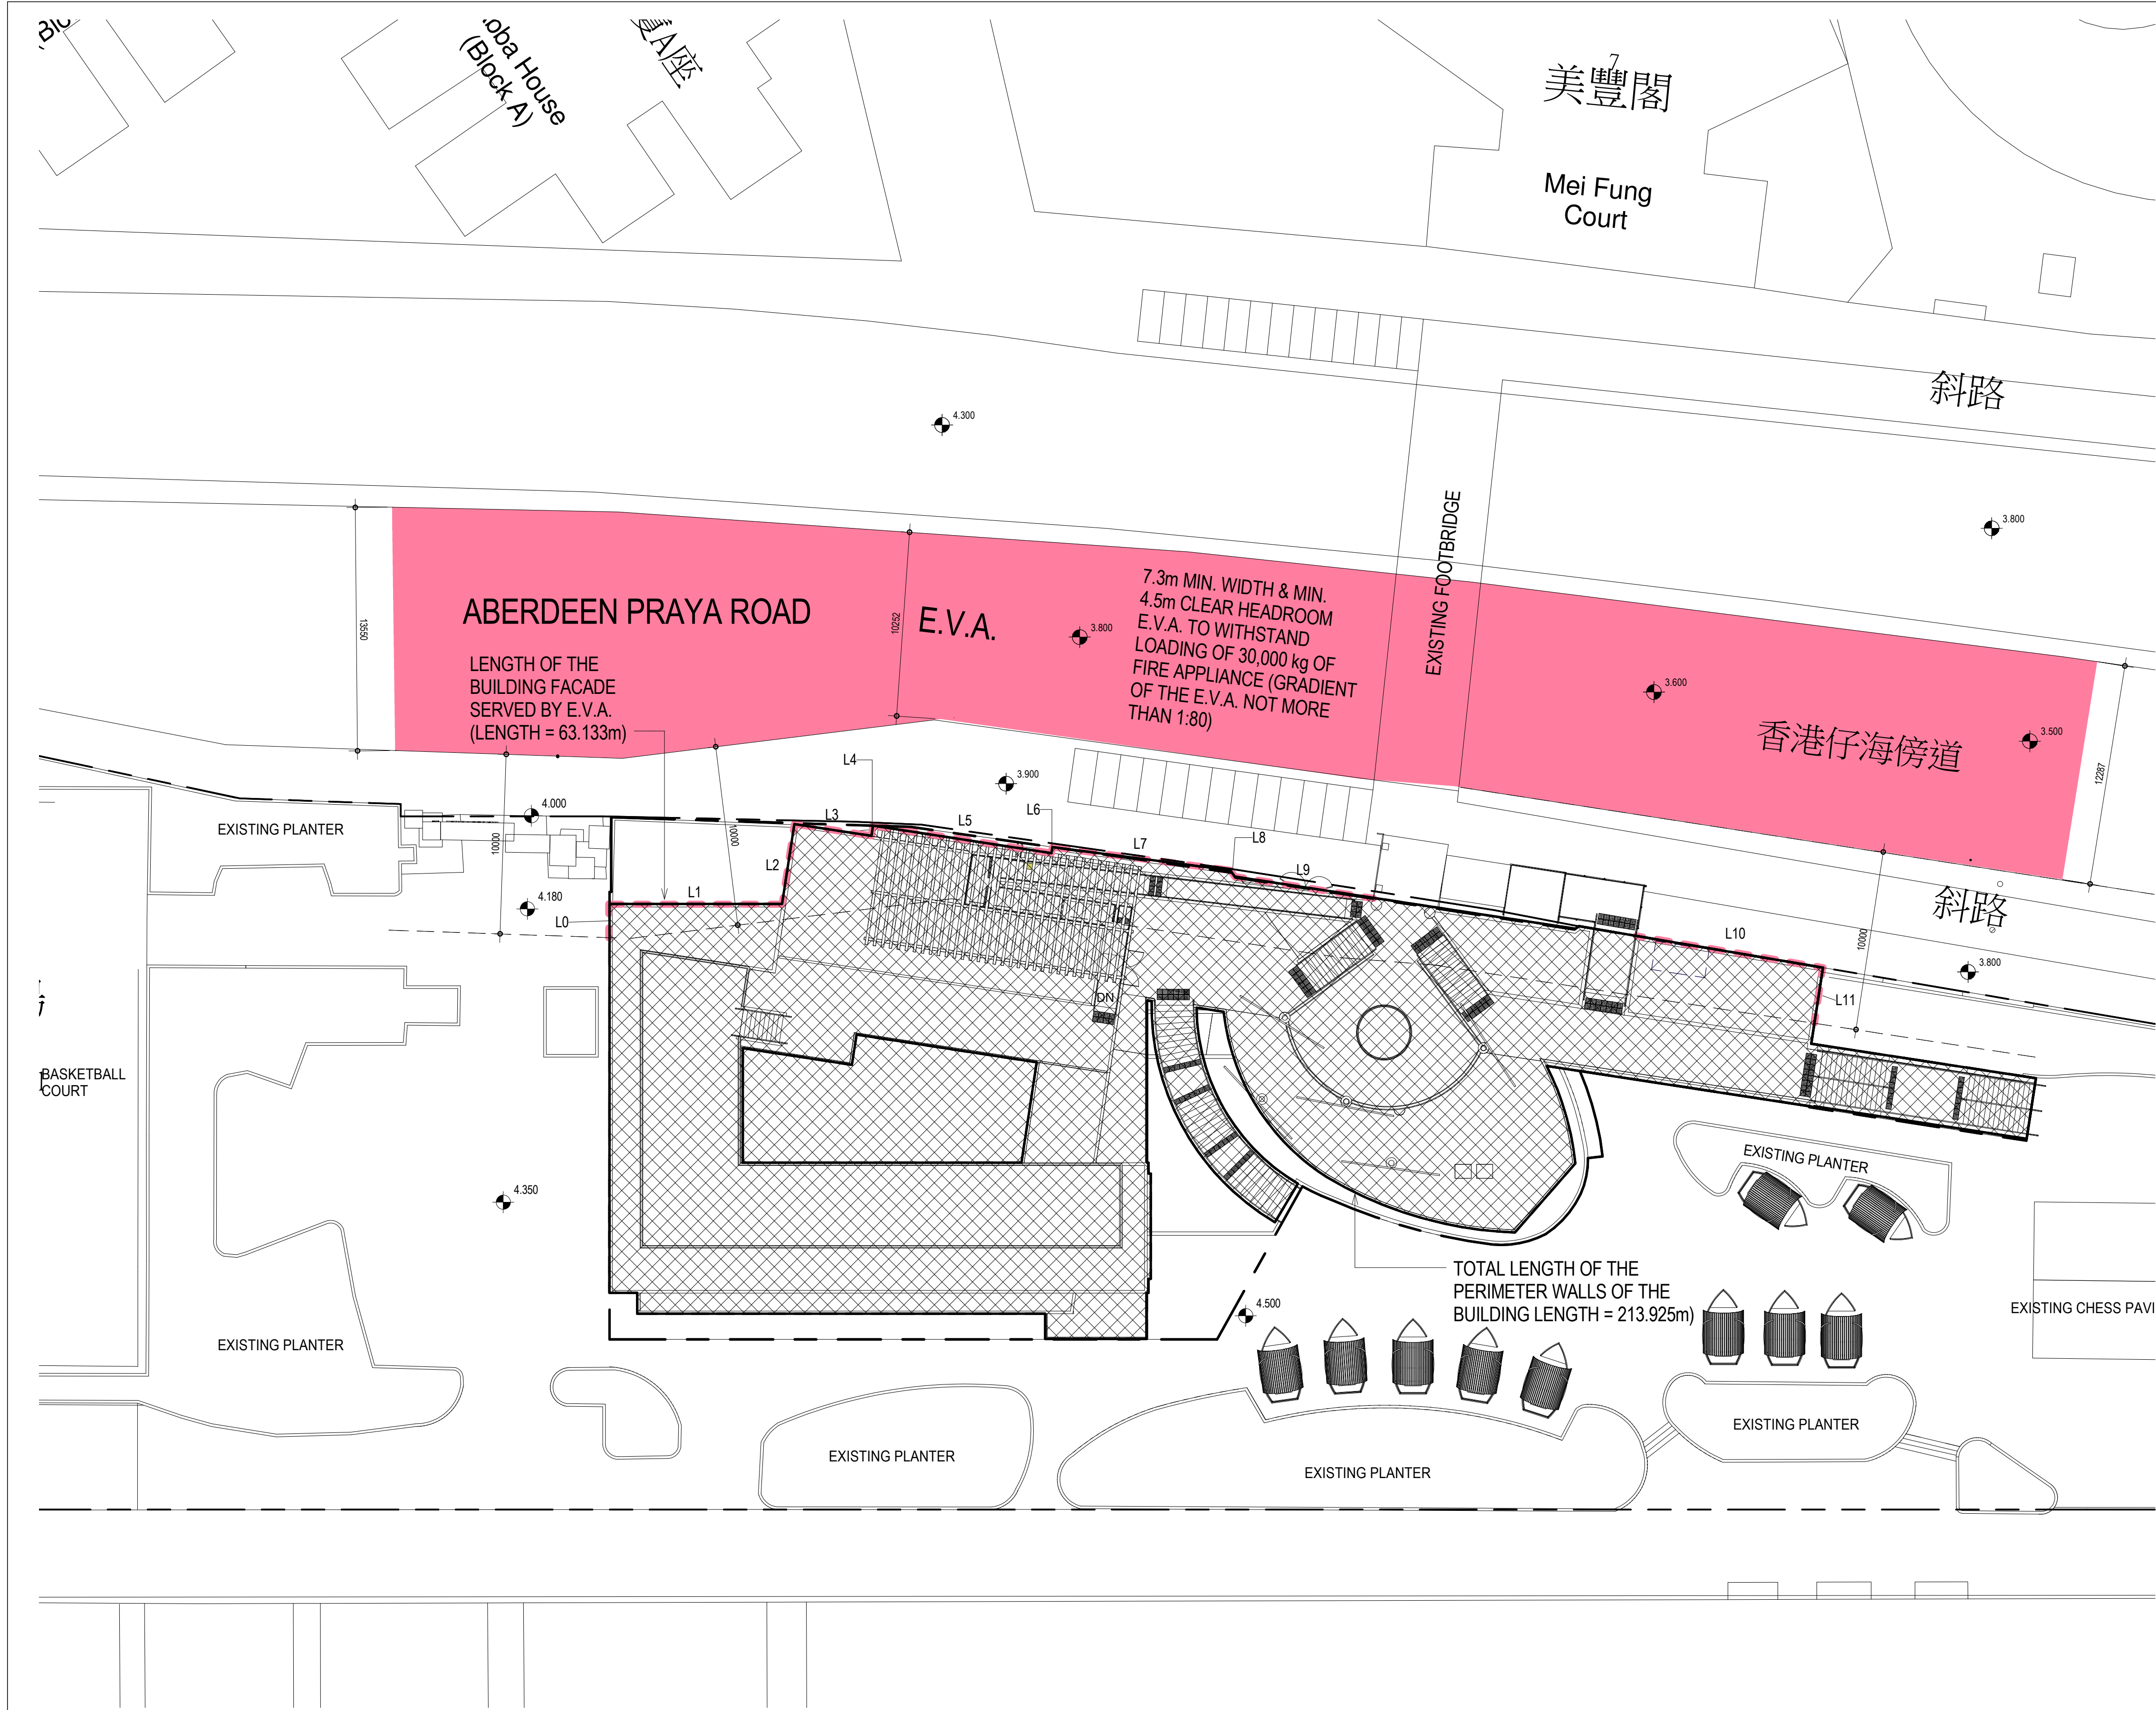 bba House
(Block A)
厦A座
7
美豐閣
Mei Fung
Court
斜路
4.300
3.800
EXISTING FOOTBRIDGE
ABERDEEN PRAYA ROAD
E.V.A.
13550
10252
7.3m MIN. WIDTH & MIN.
4.5m CLEAR HEADROOM
E.V.A. TO WITHSTAND
LOADING OF 30,000 kg OF
FIRE APPLIANCE (GRADIENT
OF THE E.V.A. NOT MORE
THAN 1:80)
3.800
3.600
香港仔海傍道
3.500
12287
LENGTH OF THE
BUILDING FACADE
SERVED BY E.V.A.
(LENGTH = 63.133m)
L4
3.900
4.000
EXISTING PLANTER
10000
10000
L3
L5
L6
L7
L8
L9
L2
L1
L0
4.180
斜路
L10
10000
3.800
L11
DN
BASKETBALL
COURT
EXISTING PLANTER
4.350
TOTAL LENGTH OF THE
PERIMETER WALLS OF THE
BUILDING LENGTH = 213.925m)
4.500
EXISTING CHESS PAVI
EXISTING PLANTER
EXISTING PLANTER
EXISTING PLANTER
EXISTING PLANTER